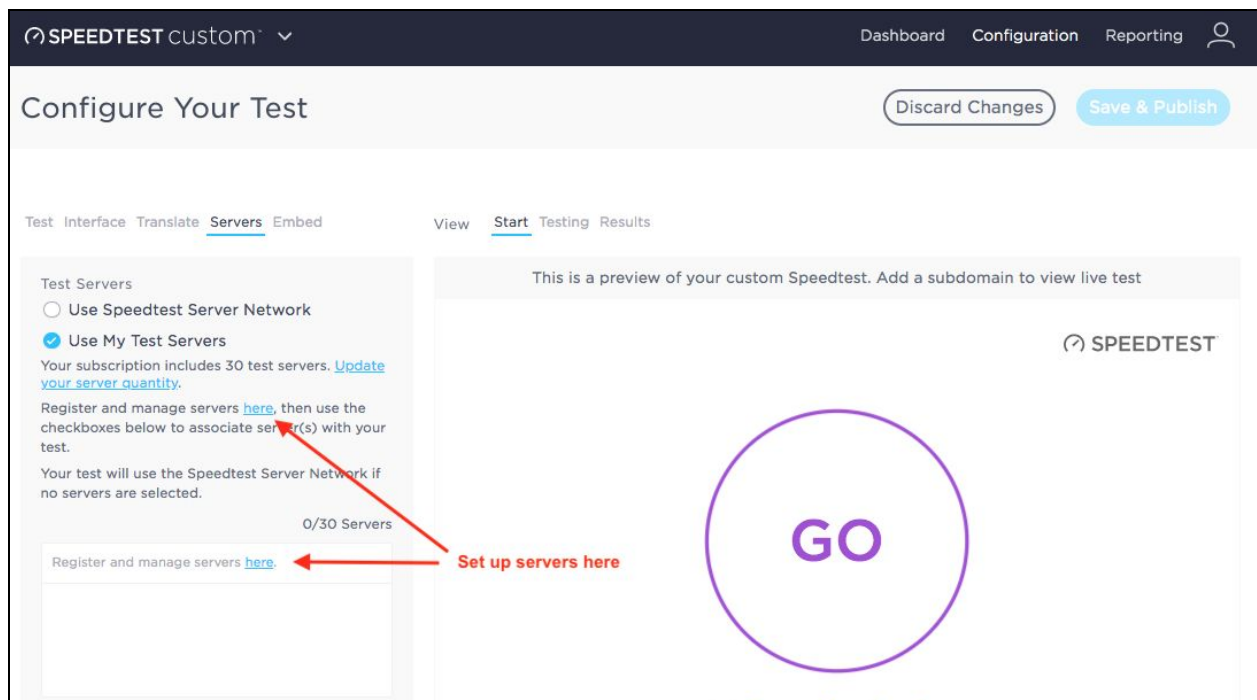 SPEEDTEST CUSTOM
Dashboard Configuration Reporting
Configure Your Test
Discard Changes
Save & Publish
Test Interface Translate Servers Embed
View Start Testing Results
Test Servers
Use Speedtest Server Network
Use My Test Servers
Your subscription includes 30 test servers. Update
your server quantity.
Register and manage servers here, then use the
checkboxes below to associate server(s) with your
test.
Your test will use the Speedtest Server Network if
no servers are selected.
0/30 Servers
Register and manage servers here.
Set up servers here
This is a preview of your custom Speedtest. Add a subdomain to view live test
SPEEDTEST
GO